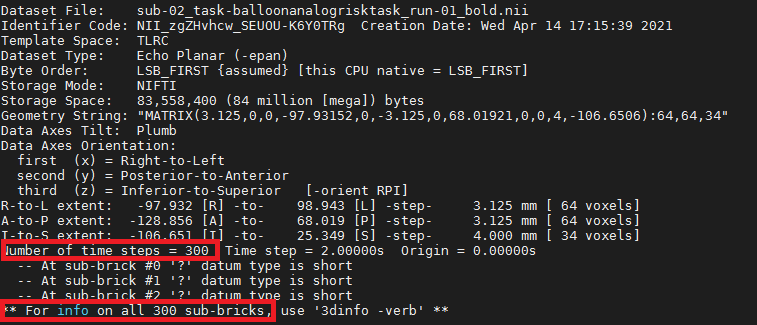 Dataset File:    sub-02_task-balloonanalogrisktask_run-01_bold.nii
Identifier Code: NII_zgZHvhcw_SEUOU-K6Y0TRg  Creation Date: Wed Apr 14 17:15:39 2021
Template Space:  TLRC
Dataset Type:    Echo Planar (-epan)
Byte Order:      LSB_FIRST {assumed} [this CPU native = LSB_FIRST]
Storage Mode:    NIFTI
Storage Space:   83,558,400 (84 million [mega]) bytes
Geometry String: "MATRIX(3.125,0,0,-97.93152,0,-3.125,0,68.01921,0,0,4,-106.6506):64,64,34"
Data Axes Tilt:  Plumb
Data Axes Orientation:
  first  (x) = Right-to-Left
  second (y) = Posterior-to-Anterior
  third  (z) = Inferior-to-Superior   [-orient RPI]
R-to-L extent:   -97.932 [R] -to-    98.943 [L] -step-     3.125 mm [ 64 voxels]
A-to-P extent:  -128.856 [A] -to-    68.019 [P] -step-     3.125 mm [ 64 voxels]
I-to-S extent:  -106.651 [I] -to-    25.349 [S] -step-     4.000 mm [ 34 voxels]
Number of time steps = 300  Time step = 2.00000s  Origin = 0.00000s
  -- At sub-brick #0 '?' datum type is short
  -- At sub-brick #1 '?' datum type is short
  -- At sub-brick #2 '?' datum type is short
** For info on all 300 sub-bricks, use '3dinfo -verb' **